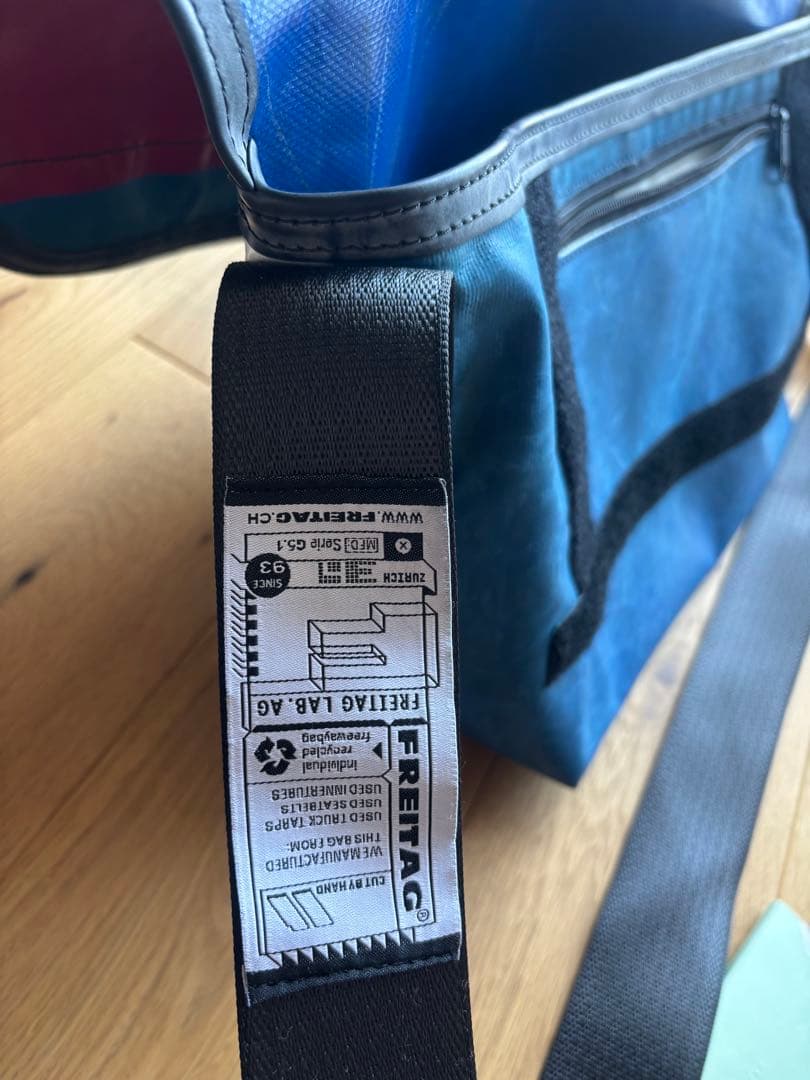 FREITAG®
CUT BY HAND
WE MANUFACTURED
THIS BAG FROM:
USED TRUCK TARPS
USED SEATBELTS
USED INNERTUBES
individual
recycled
freewaybag
FREITAG LAB. AG
F
ZURICH
SINCE
93
MFD: Serie G5.1
WWW.FREITAG.CH